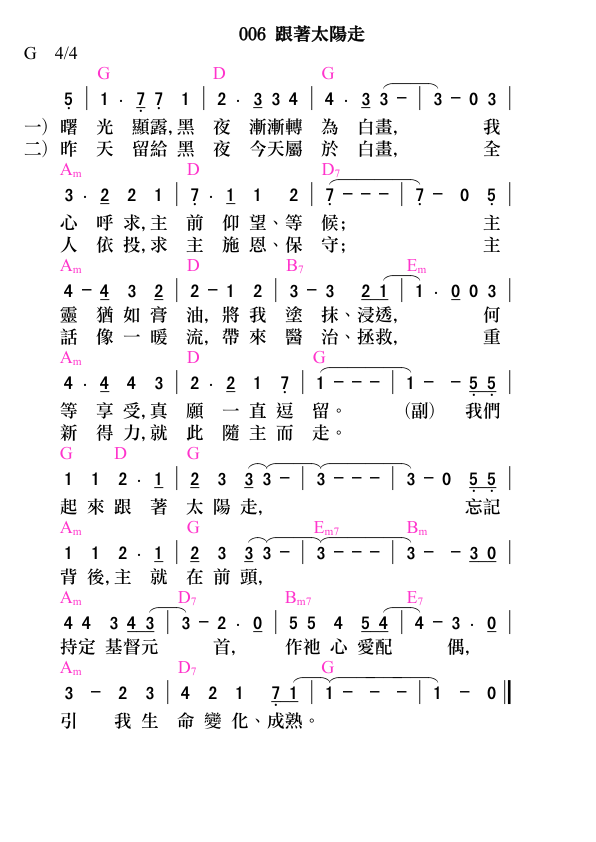 006 跟著太陽走
G 4/4
G D G
5̣ | 1 · 7̣ 7̣ 1 | 2 · 3 3 4 | 4 · 3 3 – | 3 – 0 3 |
一) 曙 光 顯露, 黑 夜 漸漸轉 為 白晝, 我
二) 昨 天 留給 黑 夜 今天屬 於 白晝, 全
Am D D7
3 · 2 2 1 | 7̣ · 1 1 2 | 7̣ – – – | 7̣ – 0 5̣ |
心 呼 求, 主 前 仰 望、等 候; 主
人 依 投, 求 主 施 恩、保 守; 主
Am D B7 Em
4 – 4 3 2 | 2 – 1 2 | 3 – 3 2 1 | 1 · 0 0 3 |
靈 猶 如 膏 油, 將 我 塗 抹、浸透, 何
話 像 一 暖 流, 帶 來 醫 治、拯救, 重
Am D G
4 · 4 4 3 | 2 · 2 1 7̣ | 1 – – – | 1 – – 5̣ 5̣ |
等 享 受, 真 願 一 直 逗 留。 (副) 我們
新 得 力, 就 此 隨 主 而 走。
G D G
1 1 2 · 1 | 2 3 3 3 – | 3 – – – | 3 – 0 5̣ 5̣ |
起 來 跟 著 太 陽 走, 忘記
Am G Em7 Bm
1 1 2 · 1 | 2 3 3 3 – | 3 – – – | 3 – – 3 0 |
背 後, 主 就 在 前 頭,
Am D7 Bm7 E7
4 4 3 4 3 | 3 – 2 · 0 | 5 5 4 5 4 | 4 – 3 · 0 |
持定 基督元 首, 作祂 心 愛配 偶,
Am D7 G
3 – 2 3 | 4 2 1 7̣ 1 | 1 – – – | 1 – 0 ‖
引 我 生 命 變 化、成熟。